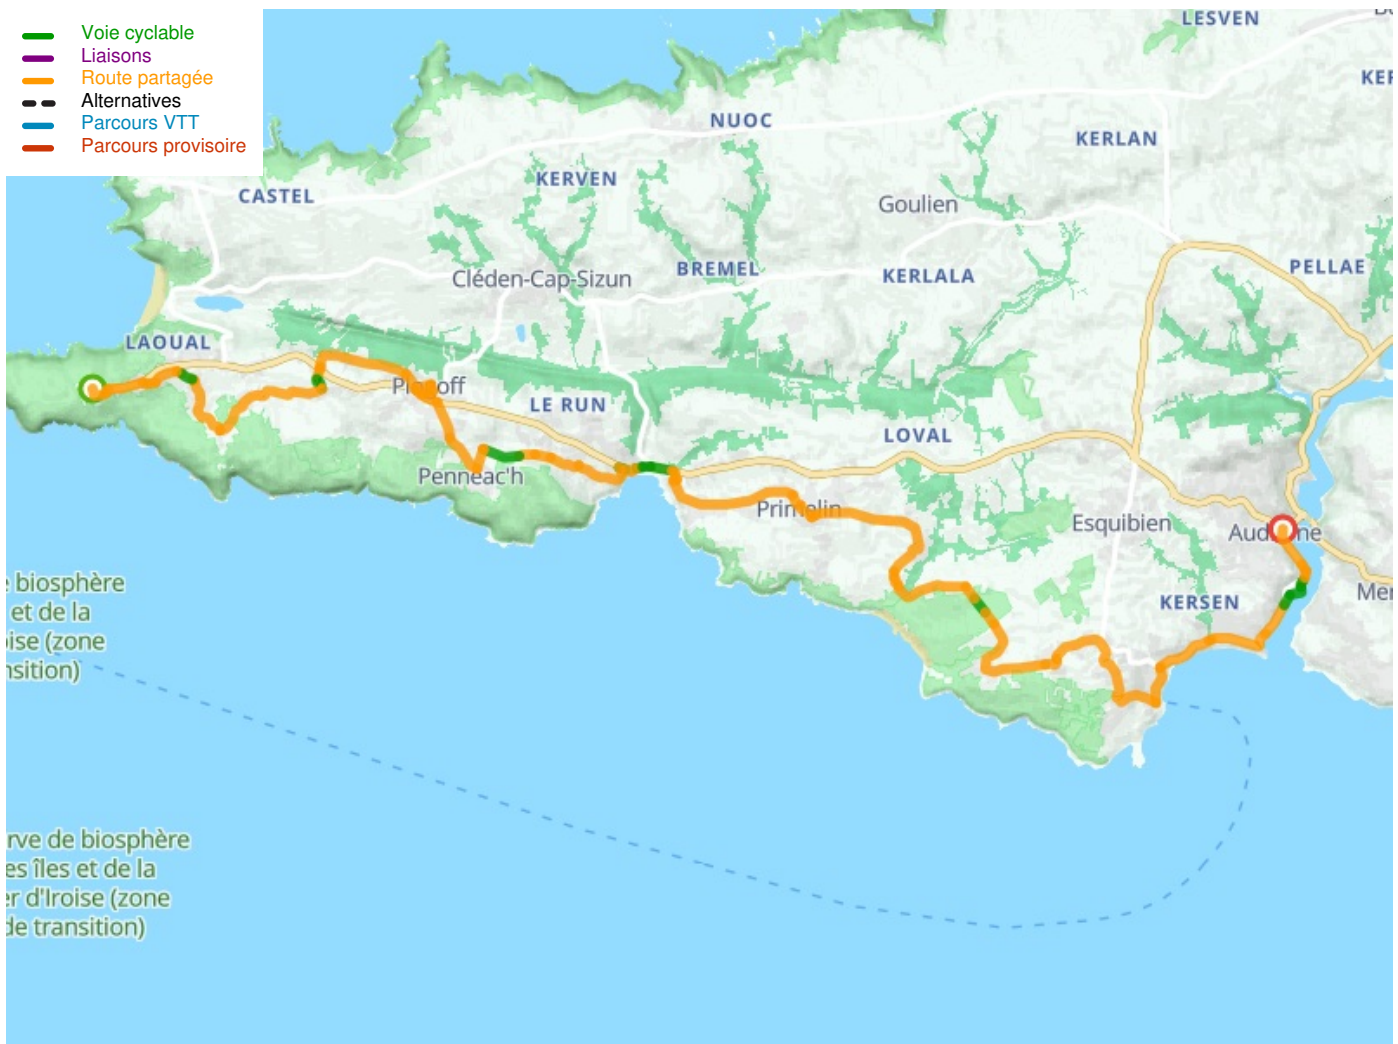 Voie cyclable
Liaisons
Route partagée
Alternatives
Parcours VTT
Parcours provisoire
LESVEN
NUOC
KERLAN
KERVEN
CASTEL
Goulien
BREMEL
KERLALA
PELLAE
Cléden-Cap-Sizun
LAOUAL
LE RUN
LOVAL
Penneac'h
Primelin
Esquibien
KERSEN
biosphère
et de la
(zone
rve de biosphère
es îles et de la
er d'Iroise (zone
de transition)